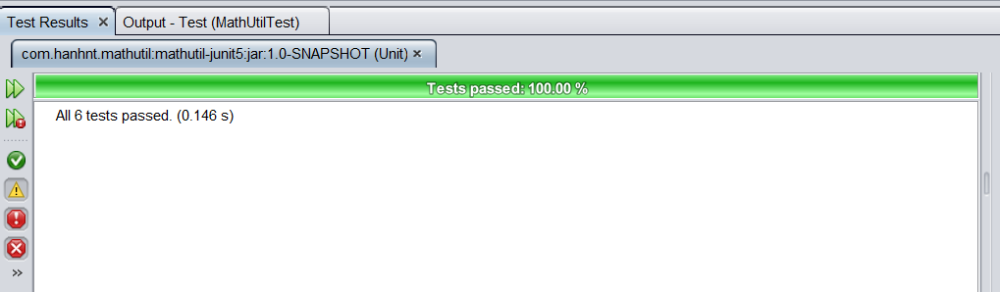 Test Results
Output - Test (MathUtilTest)
com.hanhnt.mathutil:mathutil-junit5:jar:1.0-SNAPSHOT (Unit)
Tests passed: 100.00 %
All 6 tests passed. (0.146 s)